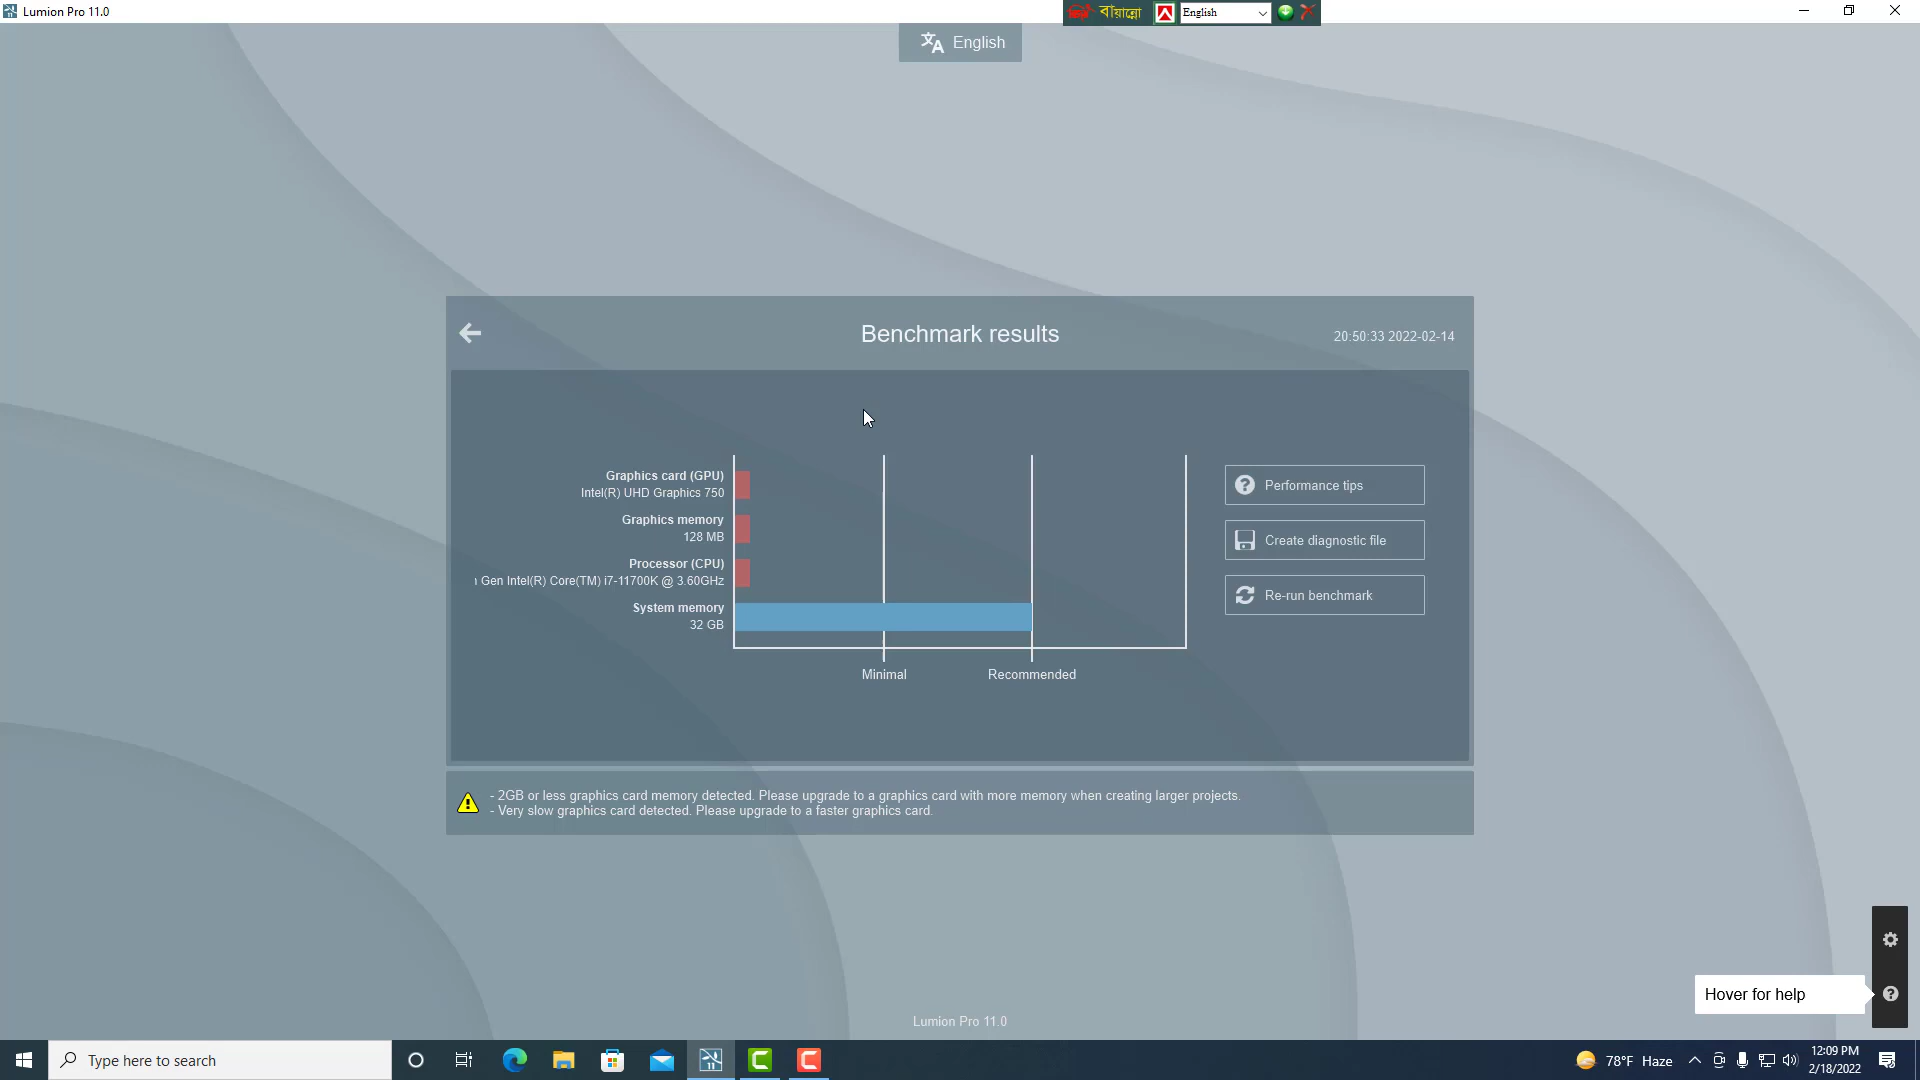 Lumion Pro 11.0
বায়ান্নো
English
English
Benchmark results
20:50:33 2022-02-14
Graphics card (GPU)
Intel(R) UHD Graphics 750
Graphics memory
128 MB
Processor (CPU)
Gen Intel(R) Core(TM) i7-11700K @ 3.60GHz
System memory
32 GB
Minimal
Recommended
Performance tips
Create diagnostic file
Re-run benchmark
- 2GB or less graphics card memory detected. Please upgrade to a graphics card with more memory when creating larger projects.
- Very slow graphics card detected. Please upgrade to a faster graphics card.
Hover for help
Lumion Pro 11.0
Type here to search
78°F Haze
12:09 PM
2/18/2022